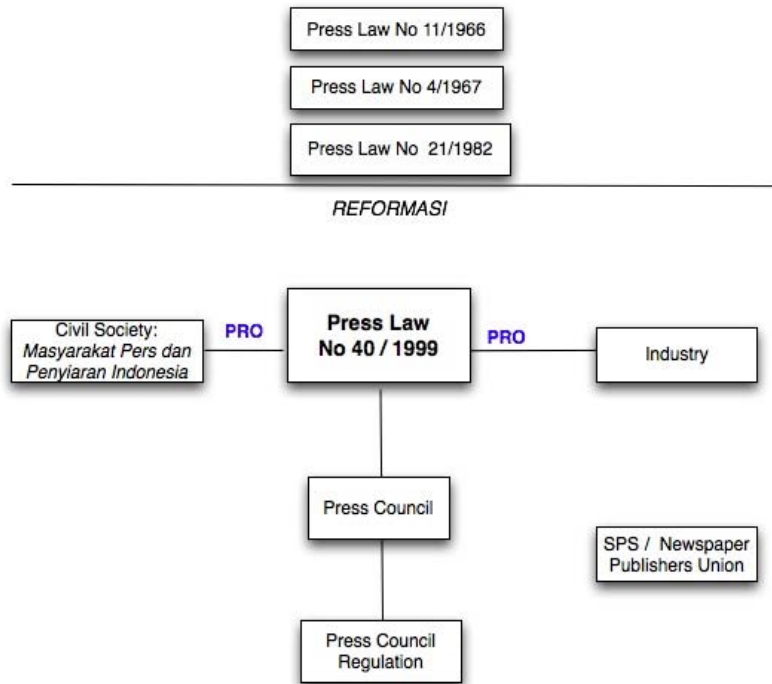 Press Law No 11/1966
Press Law No 4/1967
Press Law No 21/1982
REFORMASI
Civil Society:
Masyarakat Pers dan
Penyiaran Indonesia
PRO
Press Law
No 40 / 1999
PRO
Industry
Press Council
SPS / Newspaper
Publishers Union
Press Council
Regulation